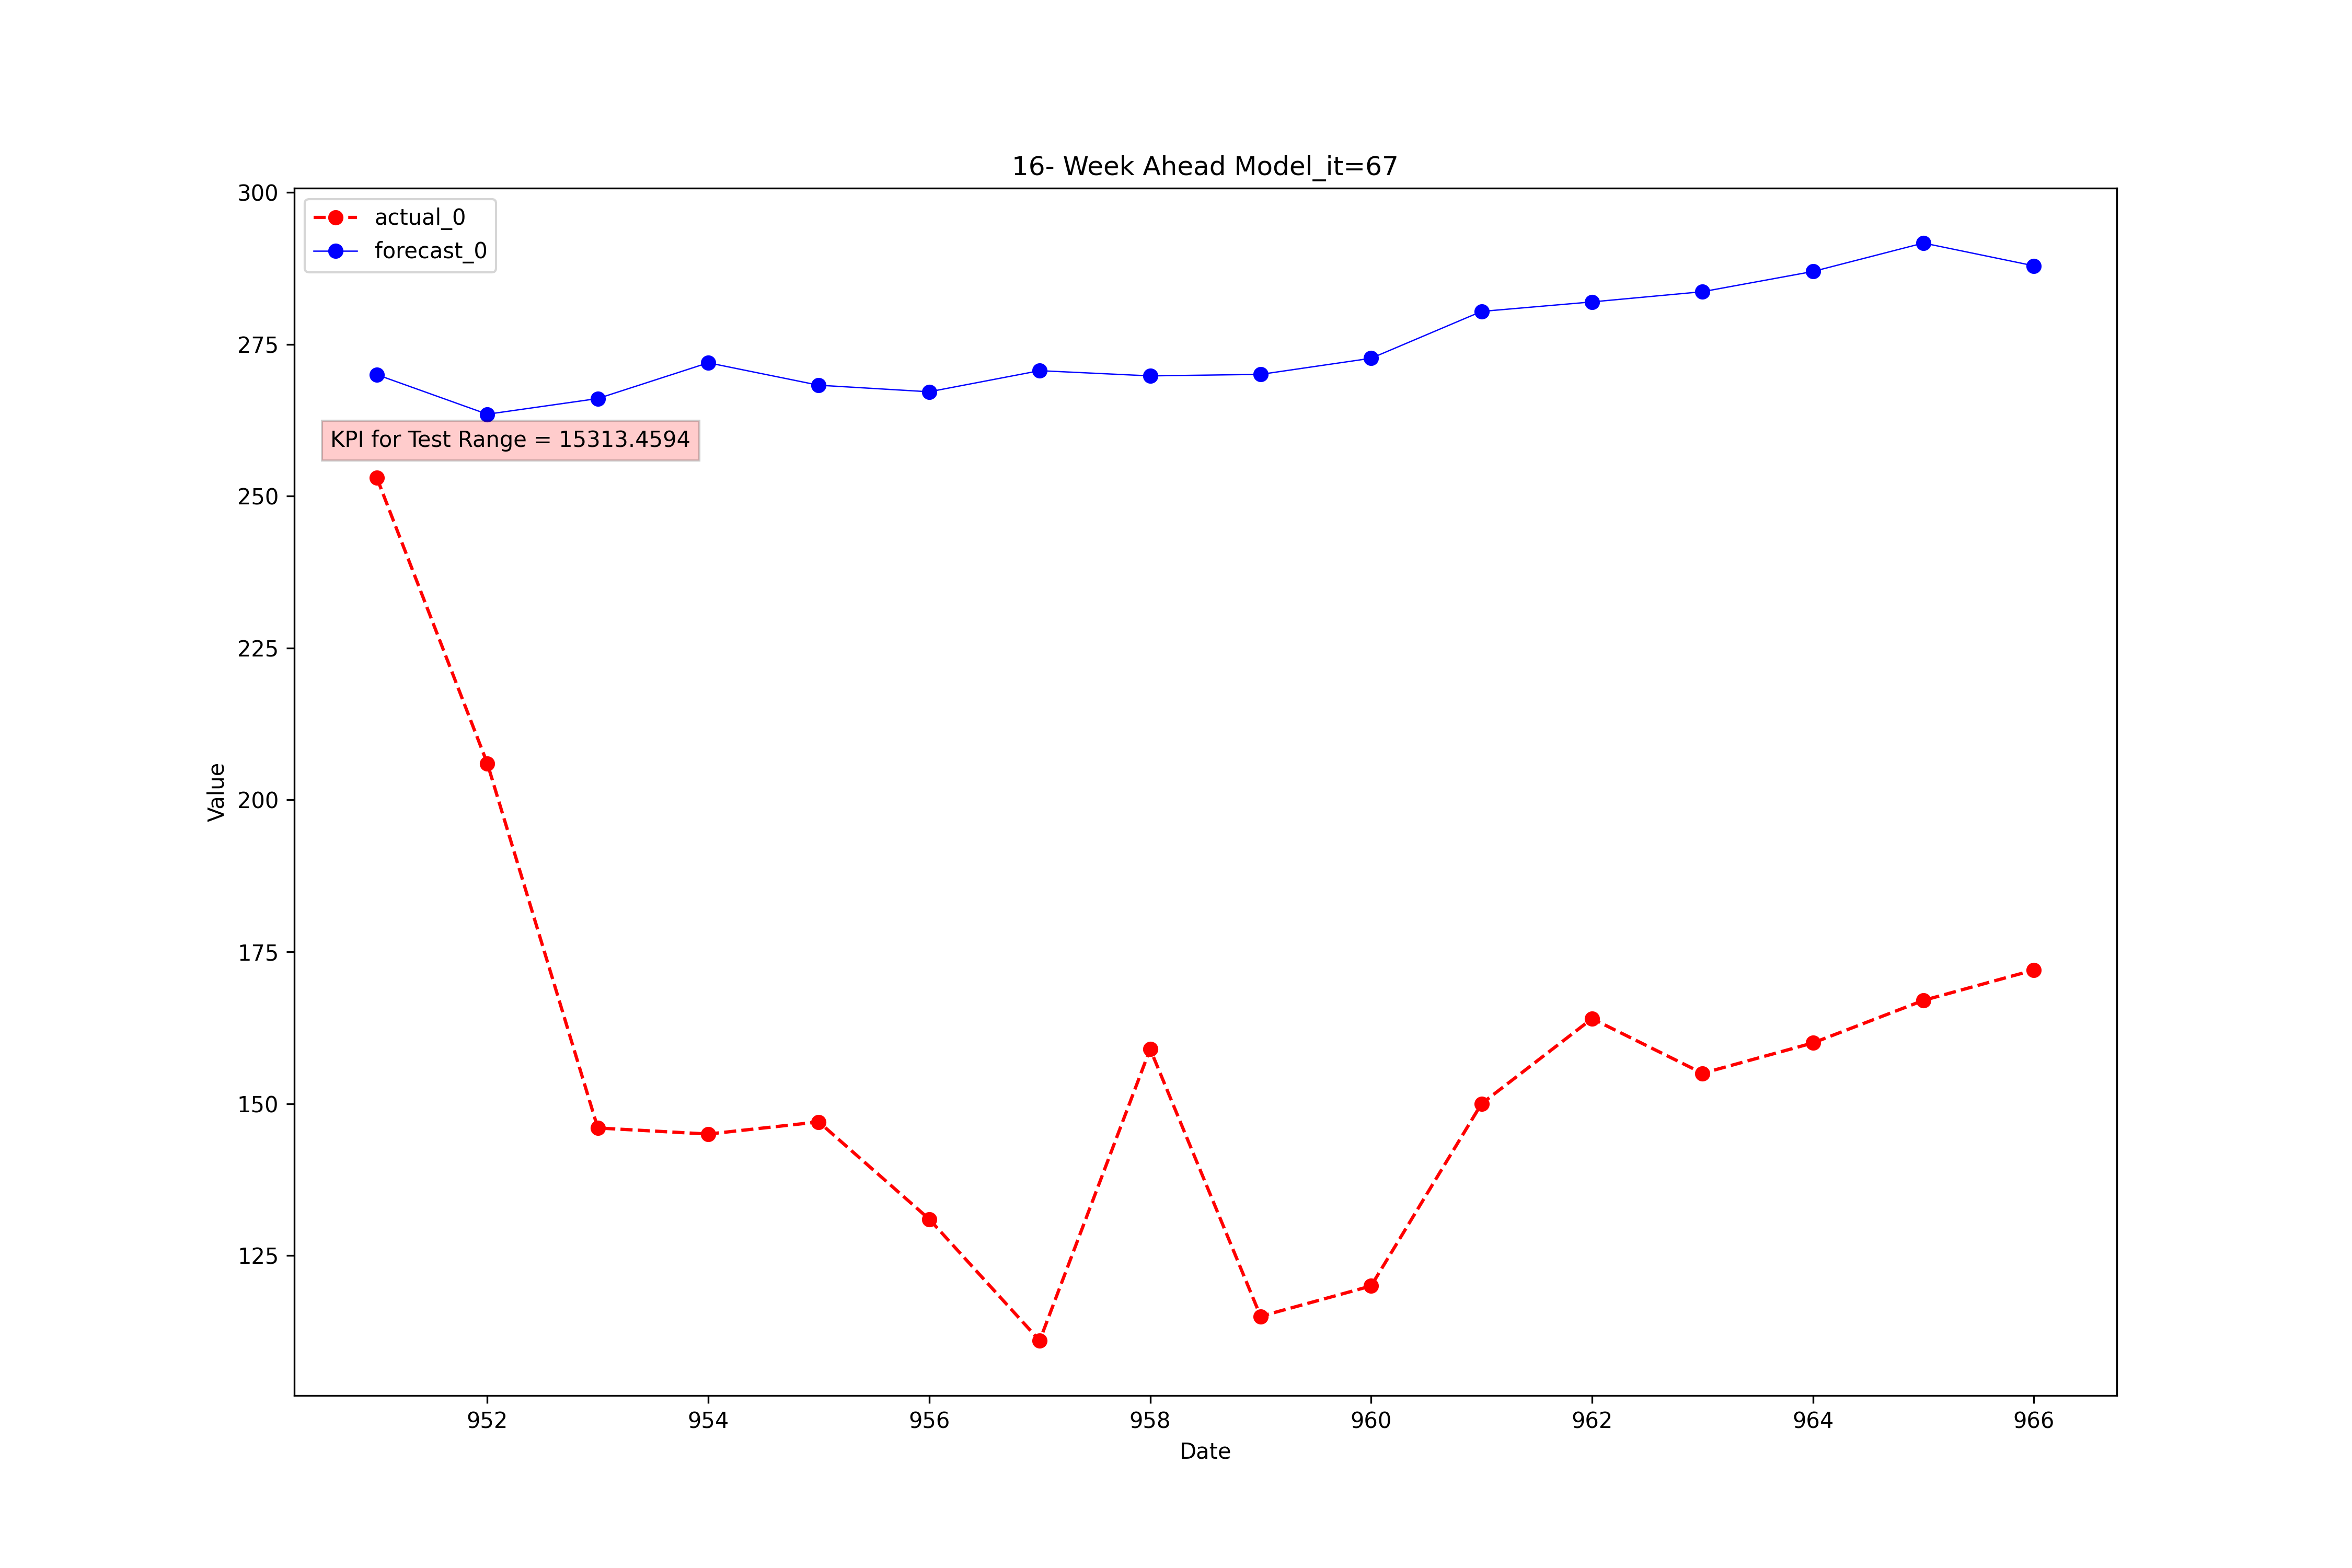 16- Week Ahead Model_it=67
actual_0
forecast_0
KPI for Test Range = 15313.4594
300
275
250
225
200
175
150
125
Value
952 954 956 958 960 962 964 966
Date